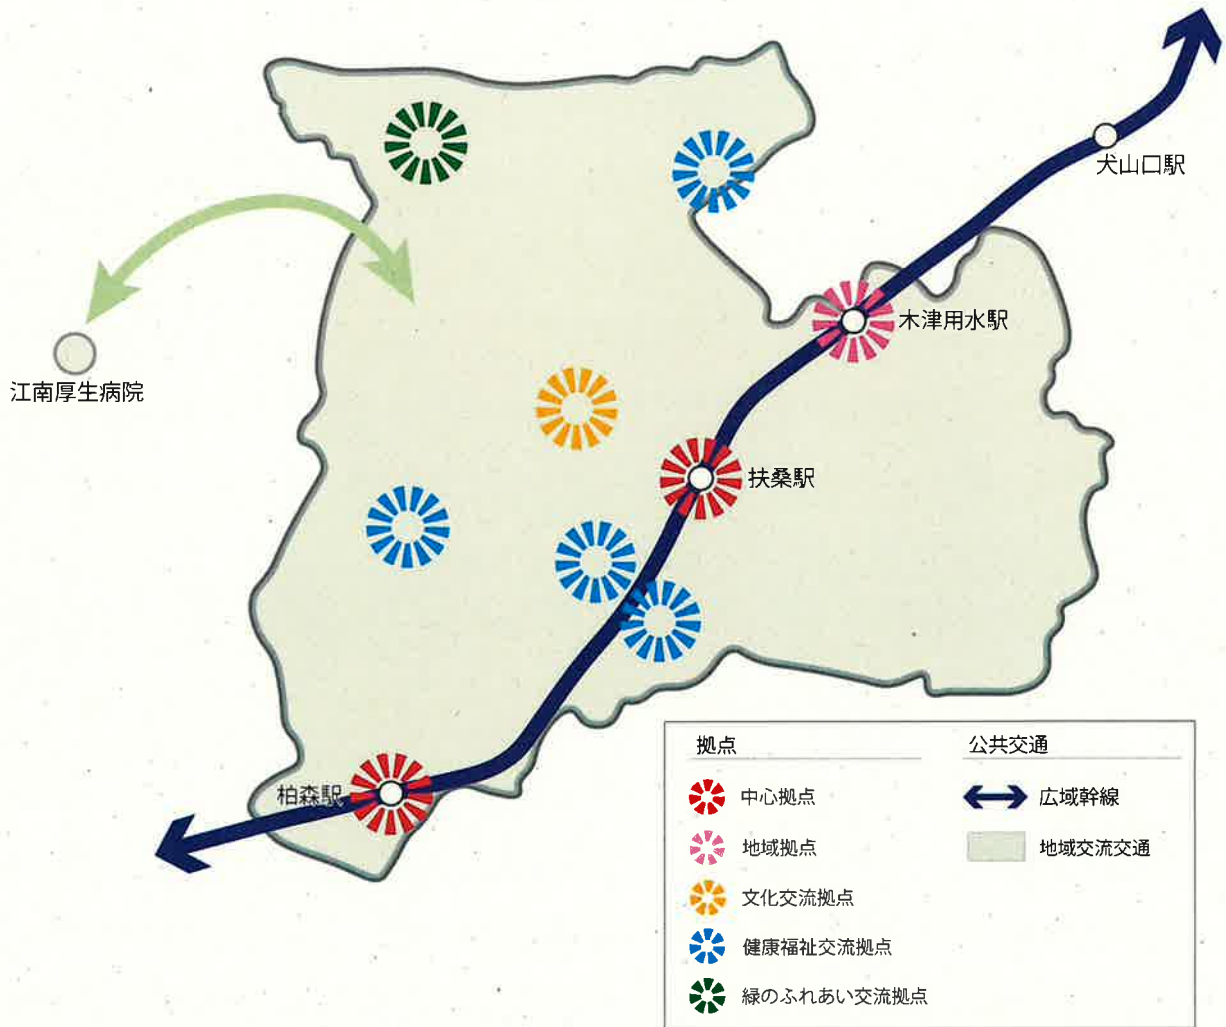 犬山口駅
木津用水駅
江南厚生病院
扶桑駅
柏森駅
拠点
中心拠点
地域拠点
文化交流拠点
健康福祉交流拠点
緑のふれあい交流拠点
公共交通
広域幹線
地域交流交通